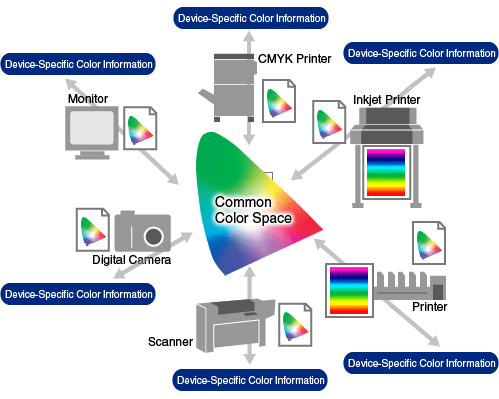 Device-Specific Color Information
CMYK Printer
Device-Specific Color Information
Device-Specific Color Information
Monitor
Inkjet Printer
Common
Color Space
Digital Camera
Device-Specific Color Information
Printer
Scanner
Device-Specific Color Information
Device-Specific Color Information